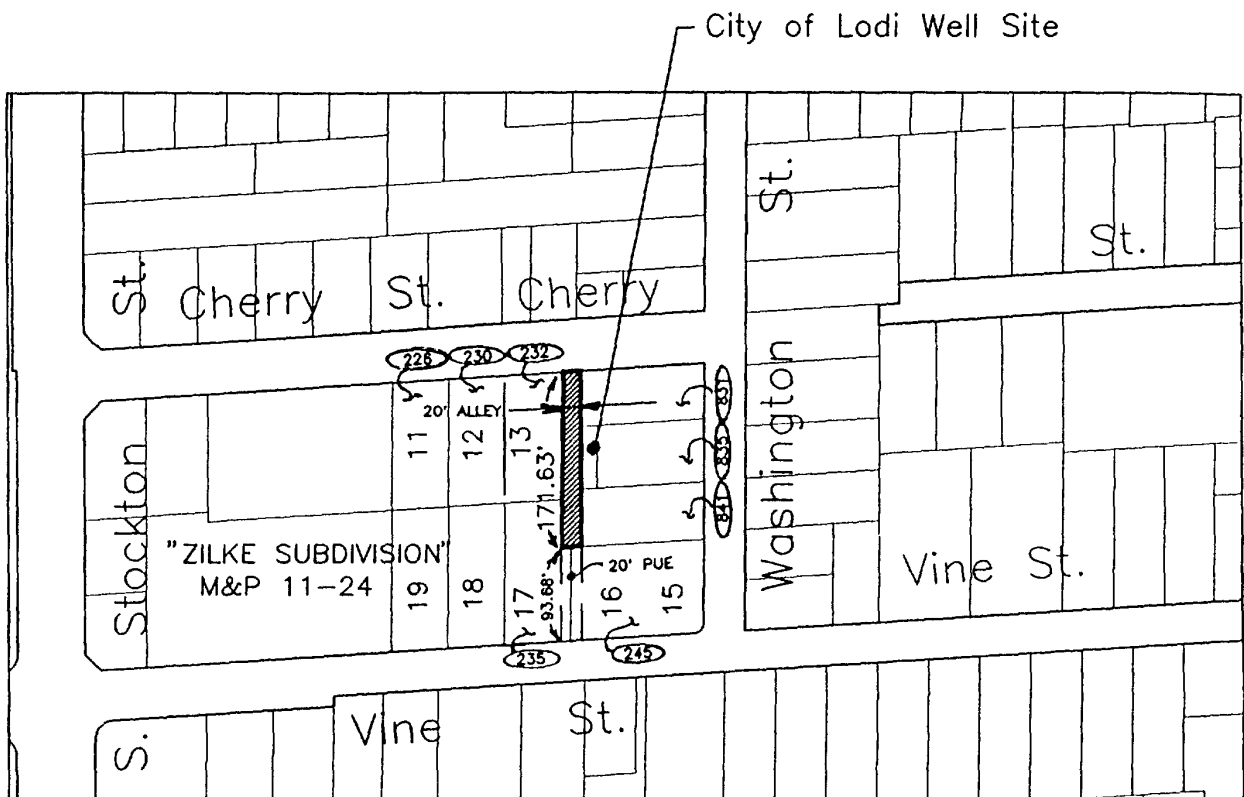 City of Lodi Well Site
St.
St.
St.
Cherry
St.
Cherry
226
230
232
20' ALLEY
11
12
13
171.63'
831
835
841
Washington
Stockton
"ZILKE SUBDIVISION"
M&P 11-24
19
18
17
93.68'
20' PUE
16
15
Vine St.
235
245
Vine
St.
S.